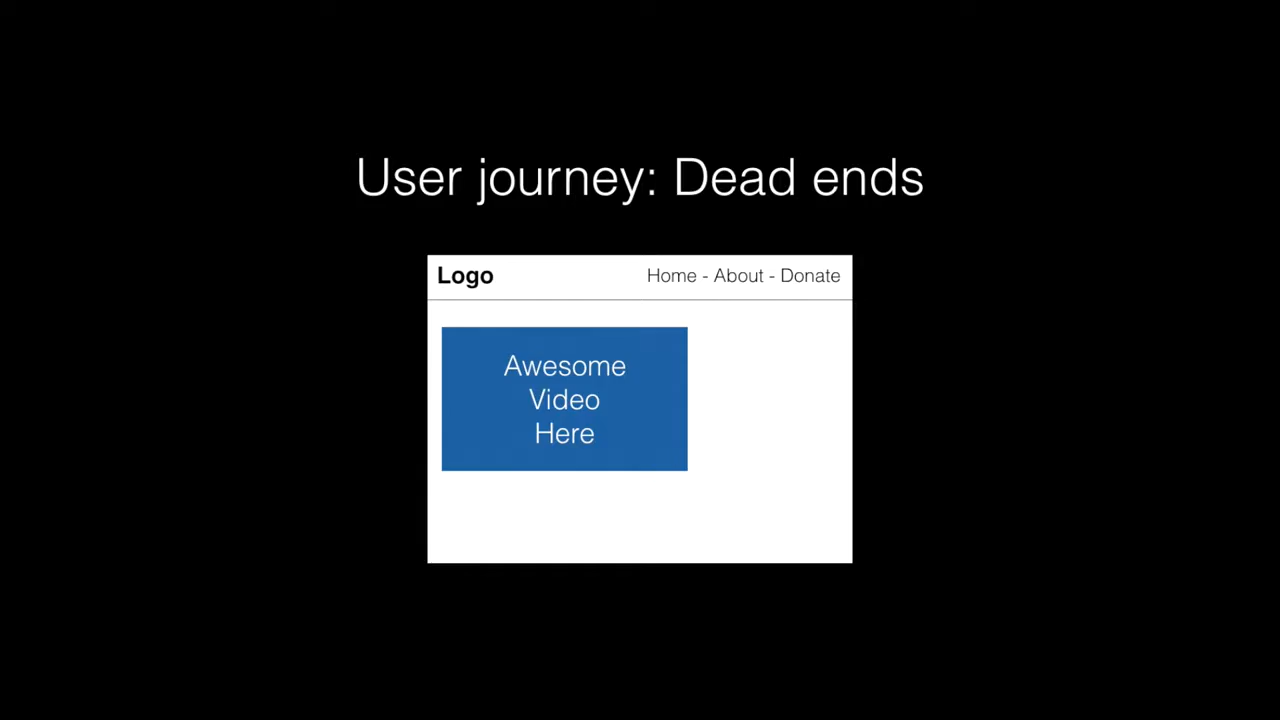 User journey: Dead ends
Logo
Home - About - Donate
Awesome
Video
Here